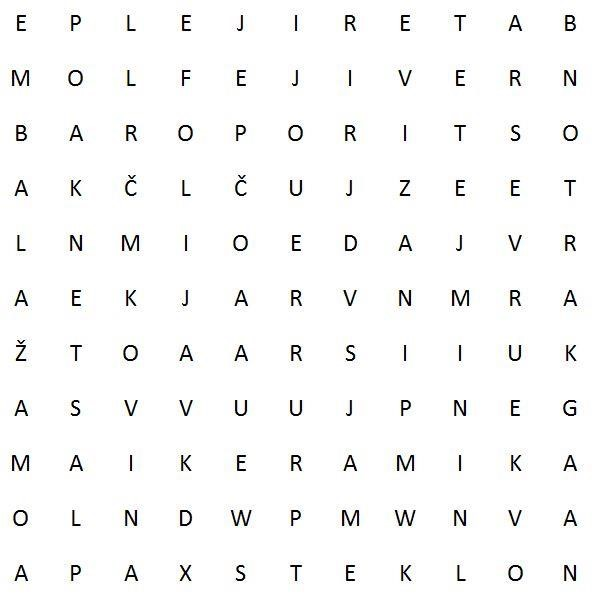 E P L E J I R E T A B
M O L F E J I V E R N
B A R O P O R I T S O
A K Č L Č U J Z E E T
L N M I O E D A J V R
A E K J A R V N M R A
Ž T O A A R S I I U K
A S V V U U J P N E G
M A I K E R A M I K A
O L N D W P M W N V A
A P A X S T E K L O N